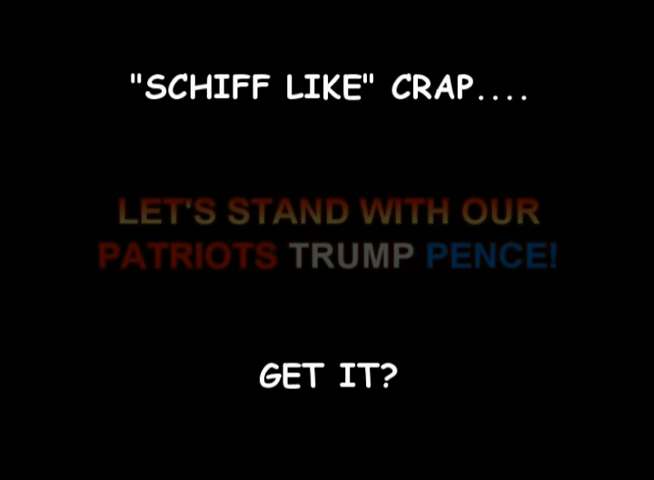 "SCHIFF LIKE" CRAP....
LET'S STAND WITH OUR
PATRIOTS TRUMP PENCE!
GET IT?